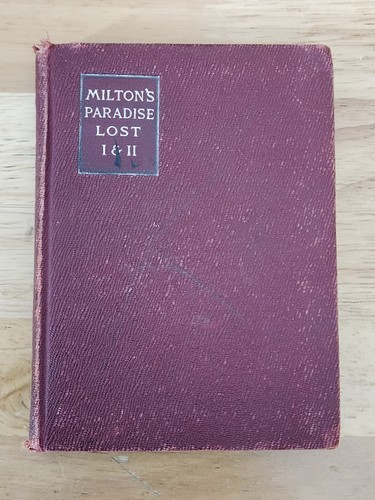 MILTON'S
PARADISE
LOST
I & II